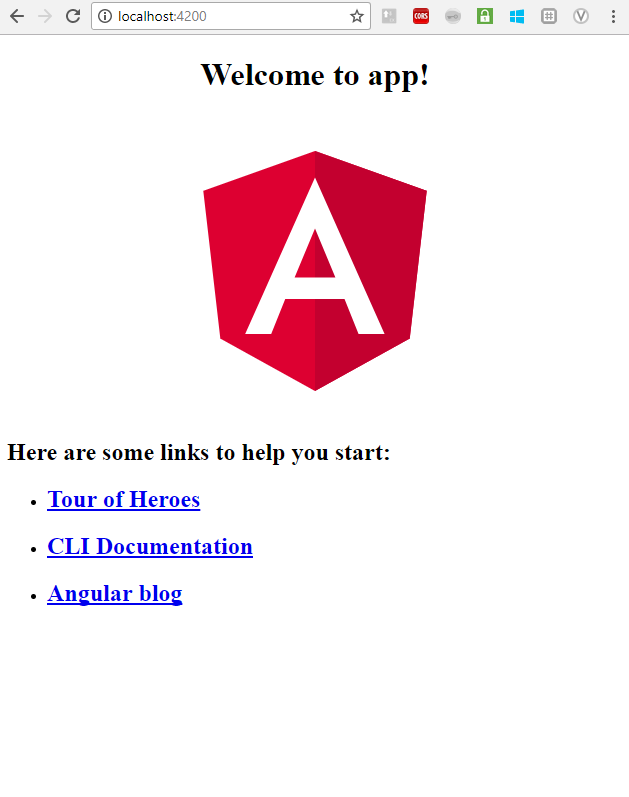 localhost:4200
CORS
Welcome to app!
A
Here are some links to help you start:
Tour of Heroes
CLI Documentation
Angular blog